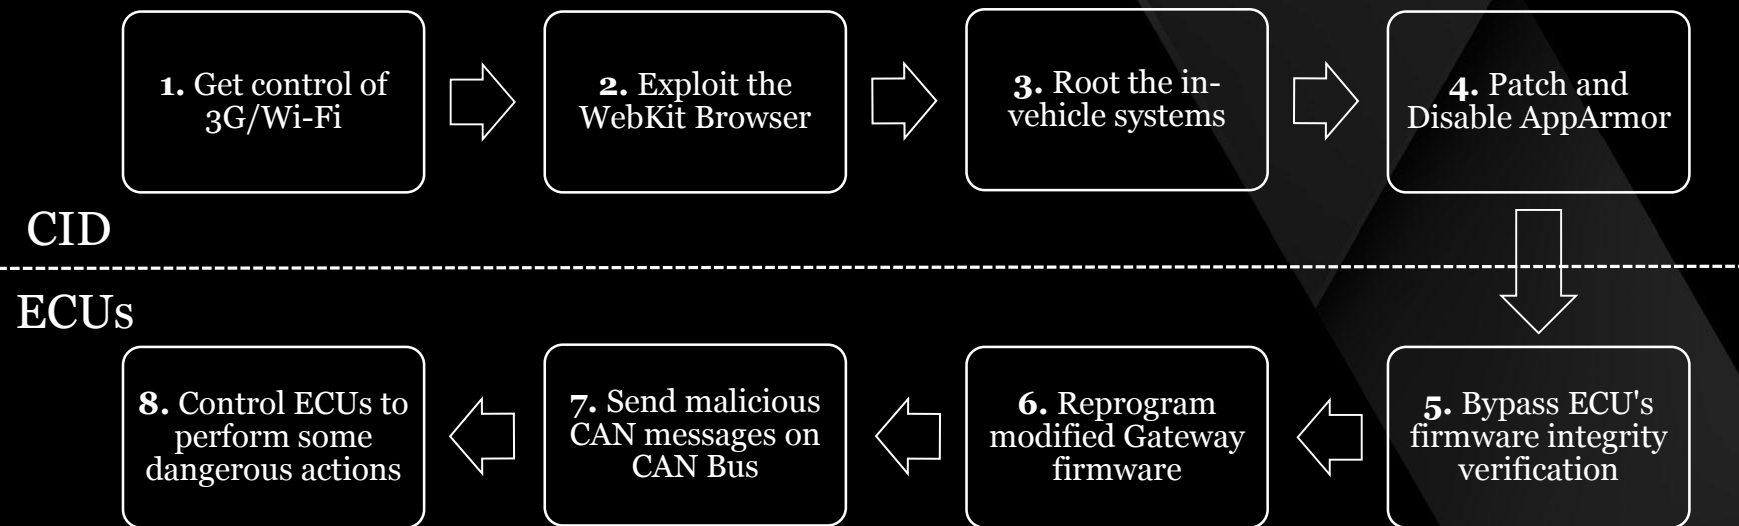 1. Get control of
3G/Wi-Fi
2. Exploit the
WebKit Browser
3. Root the in-
vehicle systems
4. Patch and
Disable AppArmor
CID
ECUs
8. Control ECUs to
perform some
dangerous actions
7. Send malicious
CAN messages on
CAN Bus
6. Reprogram
modified Gateway
firmware
5. Bypass ECU's
firmware integrity
verification